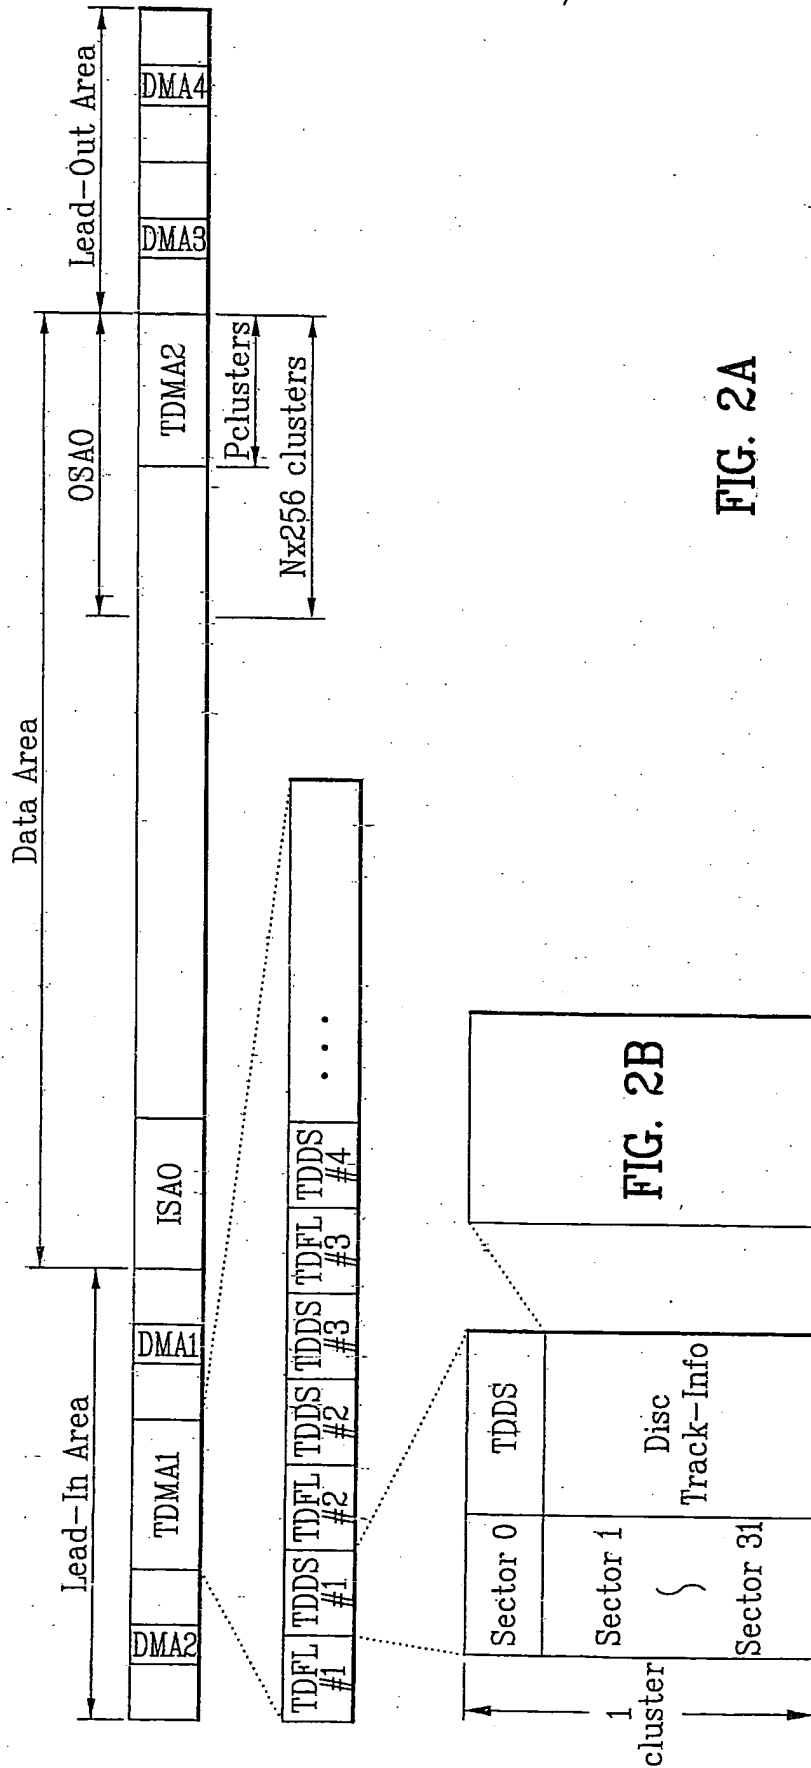 Data Area
Lead-In Area
OSA0
Lead-Out Area
DMA2
TDMA1
DMA1
ISA0
TDMA2
DMA3
DMA4
Pclusters
Nx256 clusters
TDFL #1
TDDS #1
TDFL #2
TDDS #2
TDDS #3
TDFL #3
TDDS #4
...
1 cluster
Sector 0
TDDS
Sector 1
Sector 31
Disc
Track-Info
FIG. 2B
FIG. 2A